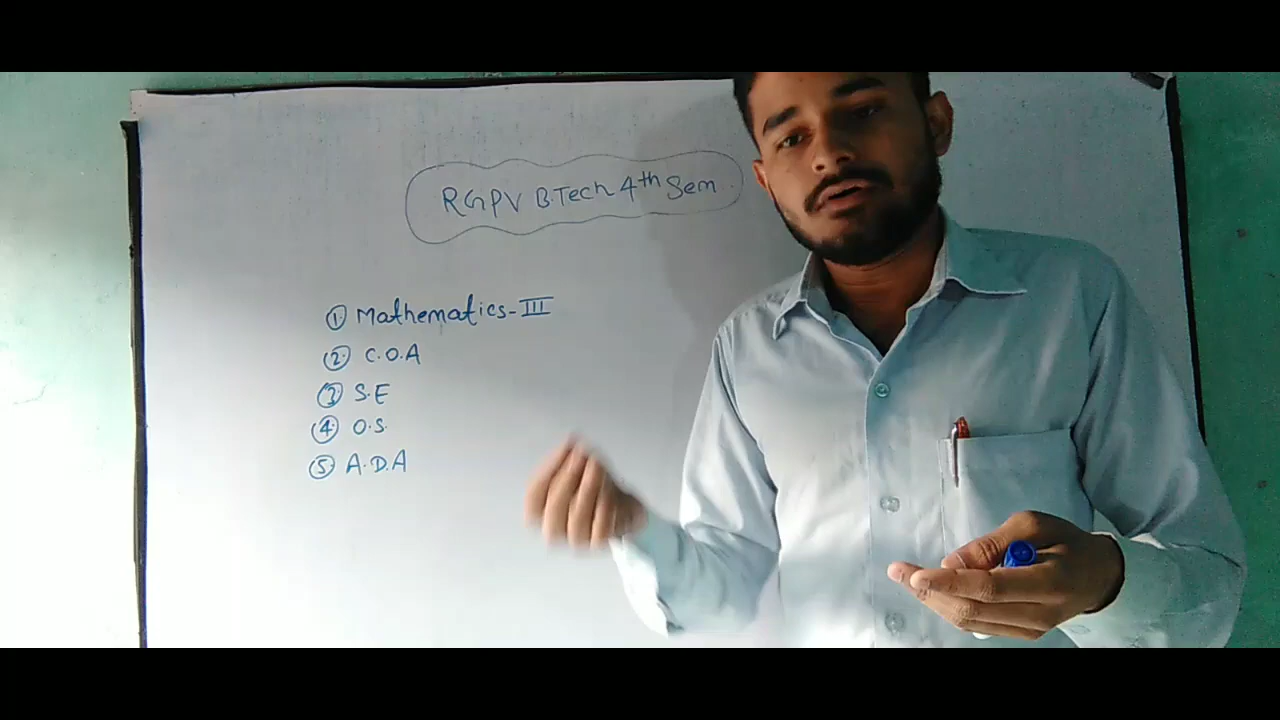 RGPV B.Tech 4th Sem.
① Mathematics-III
② C.O.A
③ S.E
④ O.S.
⑤ A.D.A